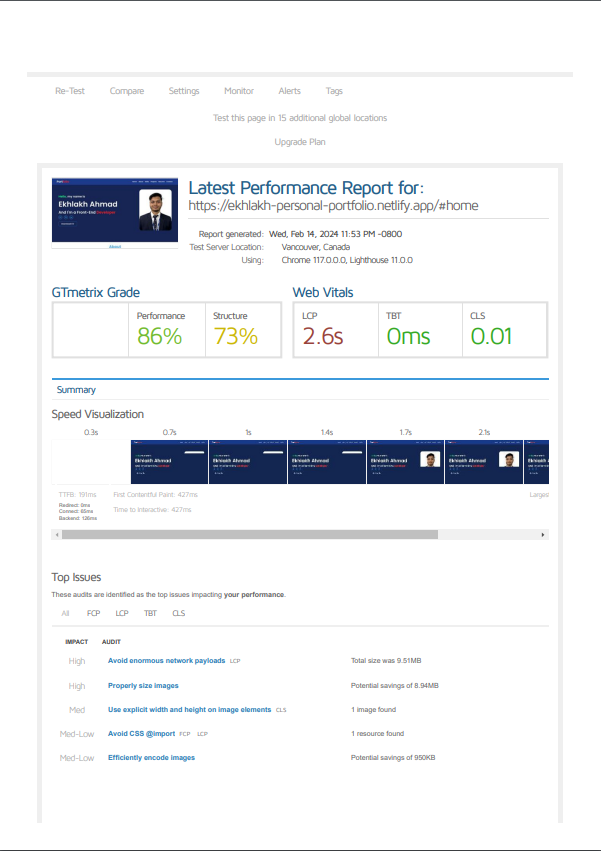 Re-Test Compare Settings Monitor Alerts Tags
Test this page in 15 additional global locations
Upgrade Plan
Ekhlakh Ahmad
And I'm a Front-End Developer
Latest Performance Report for:
https://ekhlakh-personal-portfolio.netlify.app/#home
Report generated: Wed, Feb 14, 2024 11:53 PM -0800
Test Server Location: Vancouver, Canada
Using: Chrome 117.0.0.0, Lighthouse 11.0.0
GTmetrix Grade
Performance
86%
Structure
73%
Web Vitals
LCP
2.6s
TBT
0ms
CLS
0.01
Summary
Speed Visualization
0.3s 0.7s 1s 1.4s 1.7s 2.1s
Ekhlakh Ahmad Ekhlakh Ahmad Ekhlakh Ahmad Ekhlakh Ahmad Ekhlakh Ahmad
TTFB: 191ms First Contentful Paint: 427ms Larges
Redirect: 0ms
Connect: 65ms
Backend: 126ms
Time to Interactive: 427ms
Top Issues
These audits are identified as the top issues impacting your performance.
All FCP LCP TBT CLS
IMPACT AUDIT
High Avoid enormous network payloads LCP Total size was 9.51MB
High Properly size images Potential savings of 8.94MB
Med Use explicit width and height on image elements CLS 1 image found
Med-Low Avoid CSS @import FCP LCP 1 resource found
Med-Low Efficiently encode images Potential savings of 950KB